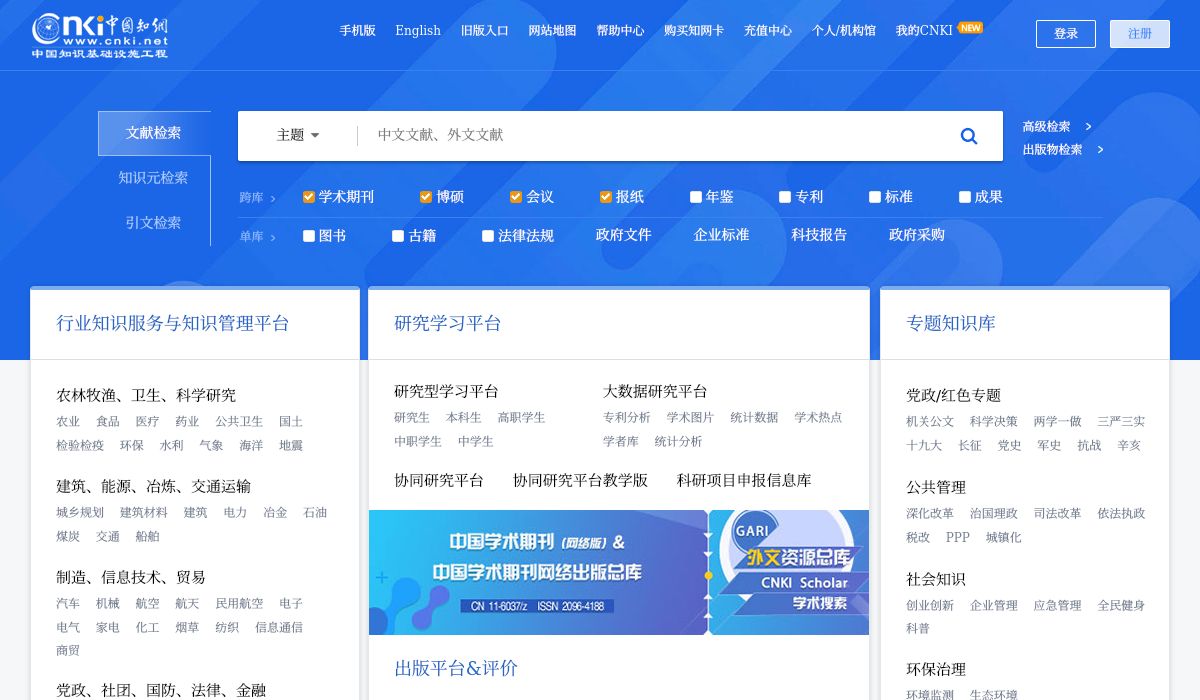 Cnki中国知网
www.cnki.net
中国知识基础设施工程
手机版 English 旧版入口 网站地图 帮助中心 购买知网卡 充值中心 个人/机构馆 我的CNKI NEW
登录 注册
文献检索
知识元检索
引文检索
主题 中文文献、外文文献
高级检索 >
出版物检索 >
跨库 > 学术期刊 博硕 会议 报纸 年鉴 专利 标准 成果
单库 > 图书 古籍 法律法规 政府文件 企业标准 科技报告 政府采购
行业知识服务与知识管理平台
农林牧渔、卫生、科学研究
农业 食品 医疗 药业 公共卫生 国土
检验检疫 环保 水利 气象 海洋 地震
建筑、能源、冶炼、交通运输
城乡规划 建筑材料 建筑 电力 冶金 石油
煤炭 交通 船舶
制造、信息技术、贸易
汽车 机械 航空 航天 民用航空 电子
电气 家电 化工 烟草 纺织 信息通信
商贸
党政、社团、国防、法律、金融
研究学习平台
研究型学习平台
研究生 本科生 高职学生
中职学生 中学生
大数据研究平台
专利分析 学术图片 统计数据 学术热点
学者库 统计分析
协同研究平台 协同研究平台教学版 科研项目申报信息库
中国学术期刊(网络版)&
中国学术期刊网络出版总库
CN 11-6037/z ISSN 2096-4188
GARI
外文资源总库
CNKI Scholar
学术搜索
出版平台&评价
专题知识库
党政/红色专题
机关公文 科学决策 两学一做 三严三实
十九大 长征 党史 军史 抗战 辛亥
公共管理
深化改革 治国理政 司法改革 依法执政
税改 PPP 城镇化
社会知识
创业创新 企业管理 应急管理 全民健身
科普
环保治理
环境监测 生态环境